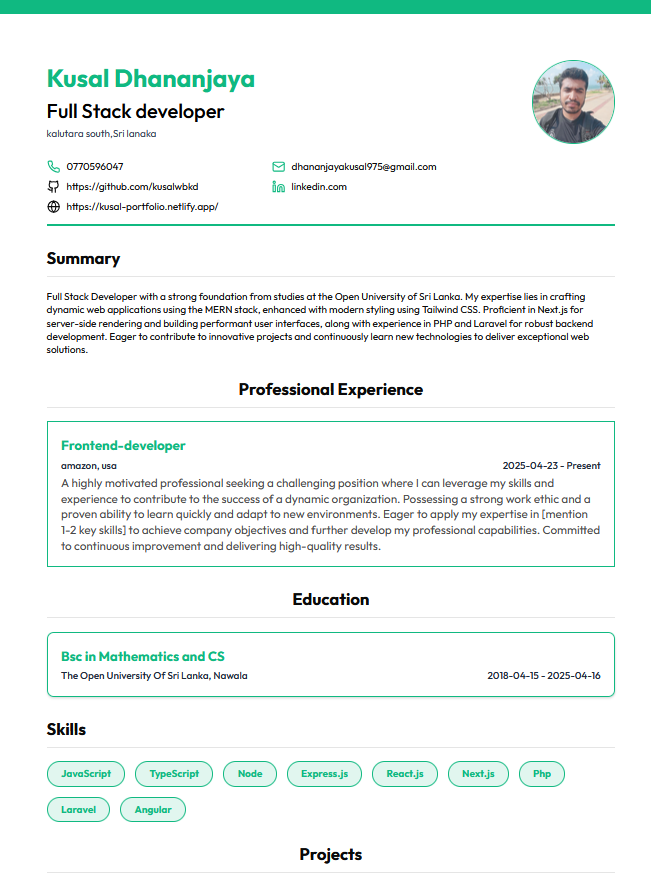 Kusal Dhananjaya
Full Stack developer
kalutara south,Sri lanaka
0770596047
dhananjayakusal975@gmail.com
https://github.com/kusalwbkd
linkedin.com
https://kusal-portfolio.netlify.app/
Summary
Full Stack Developer with a strong foundation from studies at the Open University of Sri Lanka. My expertise lies in crafting
dynamic web applications using the MERN stack, enhanced with modern styling using Tailwind CSS. Proficient in Next.js for
server-side rendering and building performant user interfaces, along with experience in PHP and Laravel for robust backend
development. Eager to contribute to innovative projects and continuously learn new technologies to deliver exceptional web
solutions.
Professional Experience
Frontend-developer
amazon, usa
2025-04-23 - Present
A highly motivated professional seeking a challenging position where I can leverage my skills and
experience to contribute to the success of a dynamic organization. Possessing a strong work ethic and a
proven ability to learn quickly and adapt to new environments. Eager to apply my expertise in [mention
1-2 key skills] to achieve company objectives and further develop my professional capabilities. Committed
to continuous improvement and delivering high-quality results.
Education
Bsc in Mathematics and CS
The Open University Of Sri Lanka, Nawala
2018-04-15 - 2025-04-16
Skills
JavaScript
TypeScript
Node
Express.js
React.js
Next.js
Php
Laravel
Angular
Projects